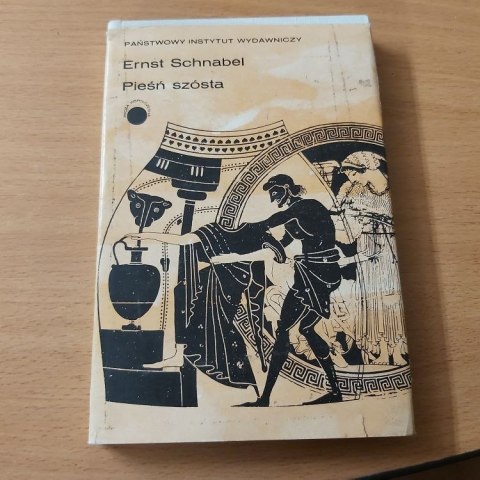 PAŃSTWOWY INSTYTUT WYDAWNICZY
Ernst Schnabel
Pieśń szósta